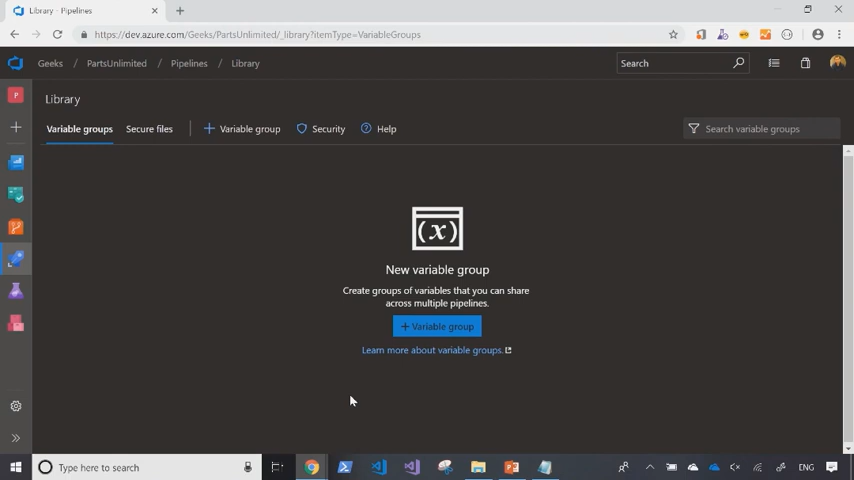 Library - Pipelines
https://dev.azure.com/Geeks/PartsUnlimited/_library?itemType=VariableGroups
Geeks / PartsUnlimited / Pipelines / Library
Search
P
Library
Variable groups Secure files + Variable group Security ? Help
Search variable groups
(x)
New variable group
Create groups of variables that you can share
across multiple pipelines.
+ Variable group
Learn more about variable groups.
Type here to search
ENG